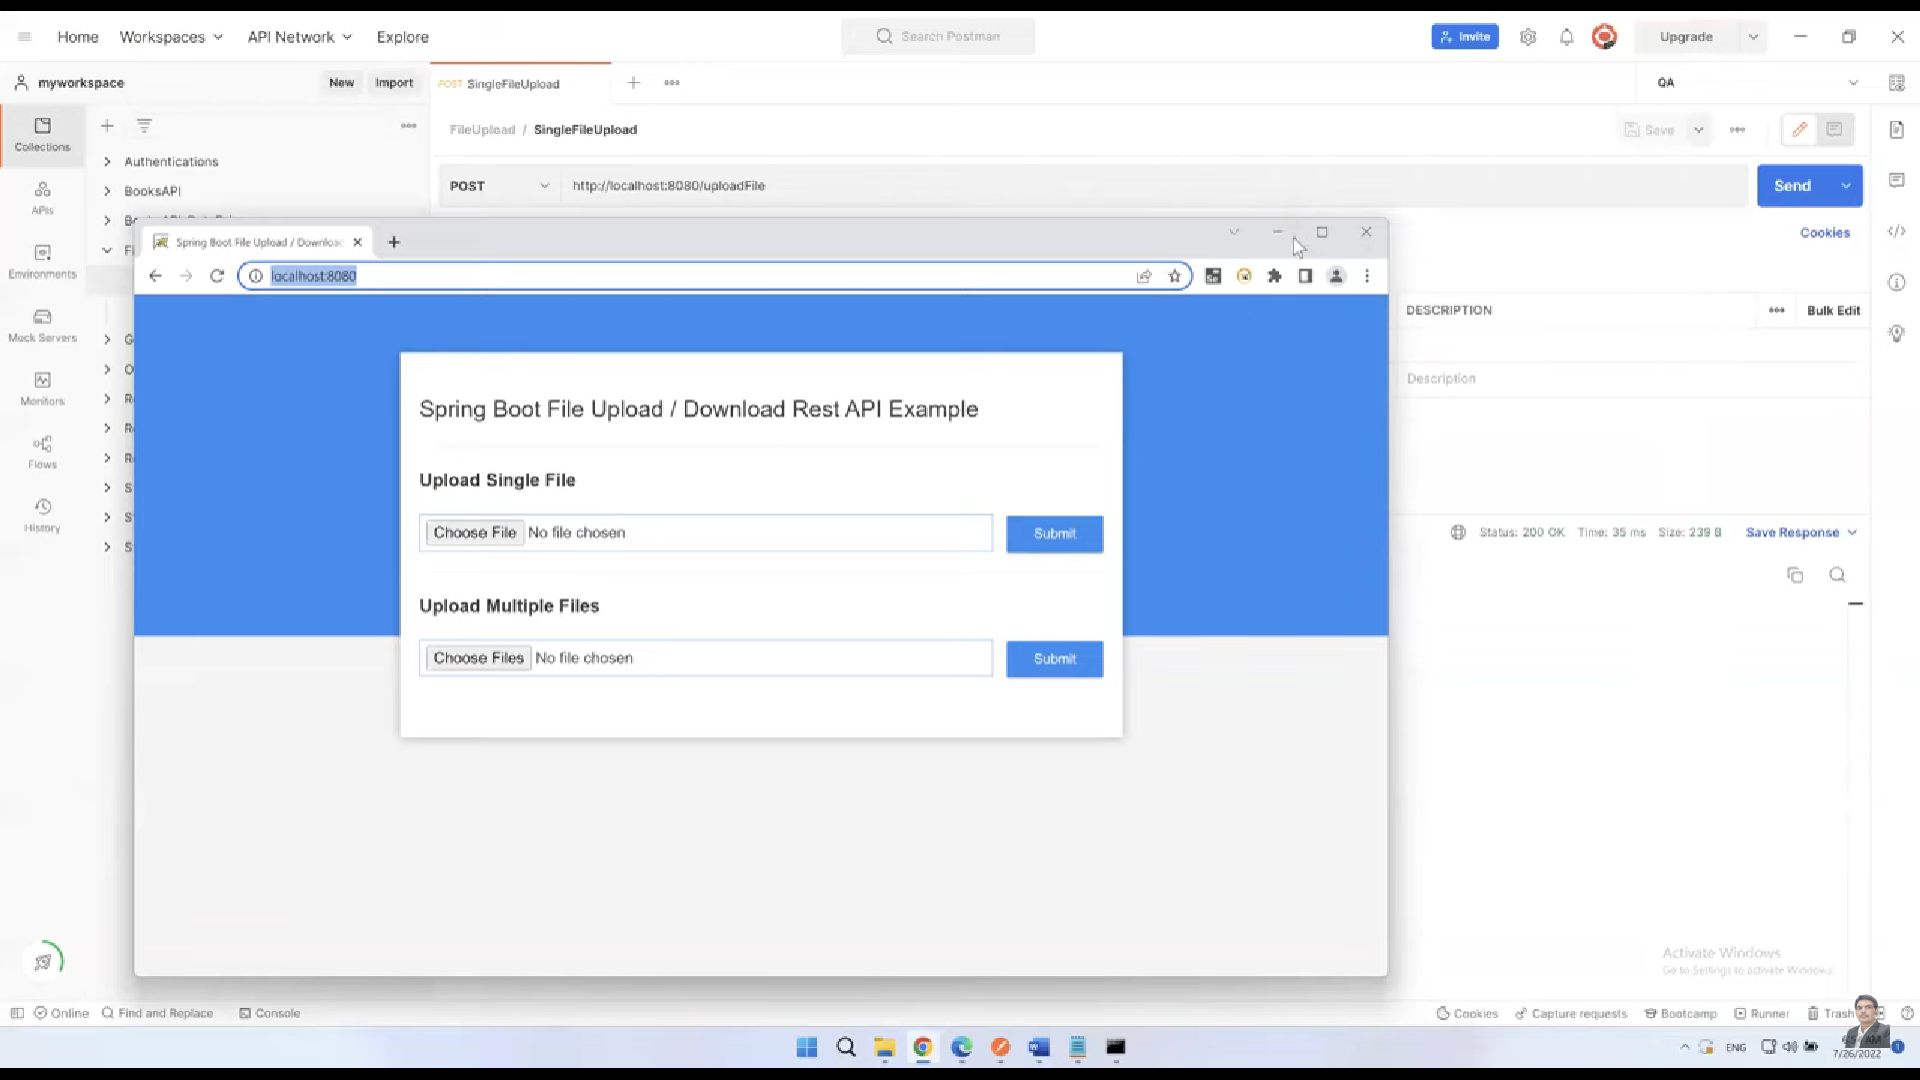 Home Workspaces API Network Explore Search Postman Invite Upgrade
myworkspace New Import POST SingleFileUpload QA
FileUpload / SingleFileUpload Save
Collections
Authentications
BooksAPI
POST http://localhost:8080/uploadFile Send
APIs
Cookies
Spring Boot File Upload / Download
localhost:8080
Environments
DESCRIPTION Bulk Edit
Mock Servers
Description
Monitors
Flows
History
Spring Boot File Upload / Download Rest API Example
Upload Single File
Choose File No file chosen Submit
Upload Multiple Files
Choose Files No file chosen Submit
Status: 200 OK Time: 35 ms Size: 239 B Save Response
Activate Windows
Go to Settings to activate Windows.
Online Find and Replace Console Cookies Capture requests Bootcamp Runner Trash
ENG
7/26/2022